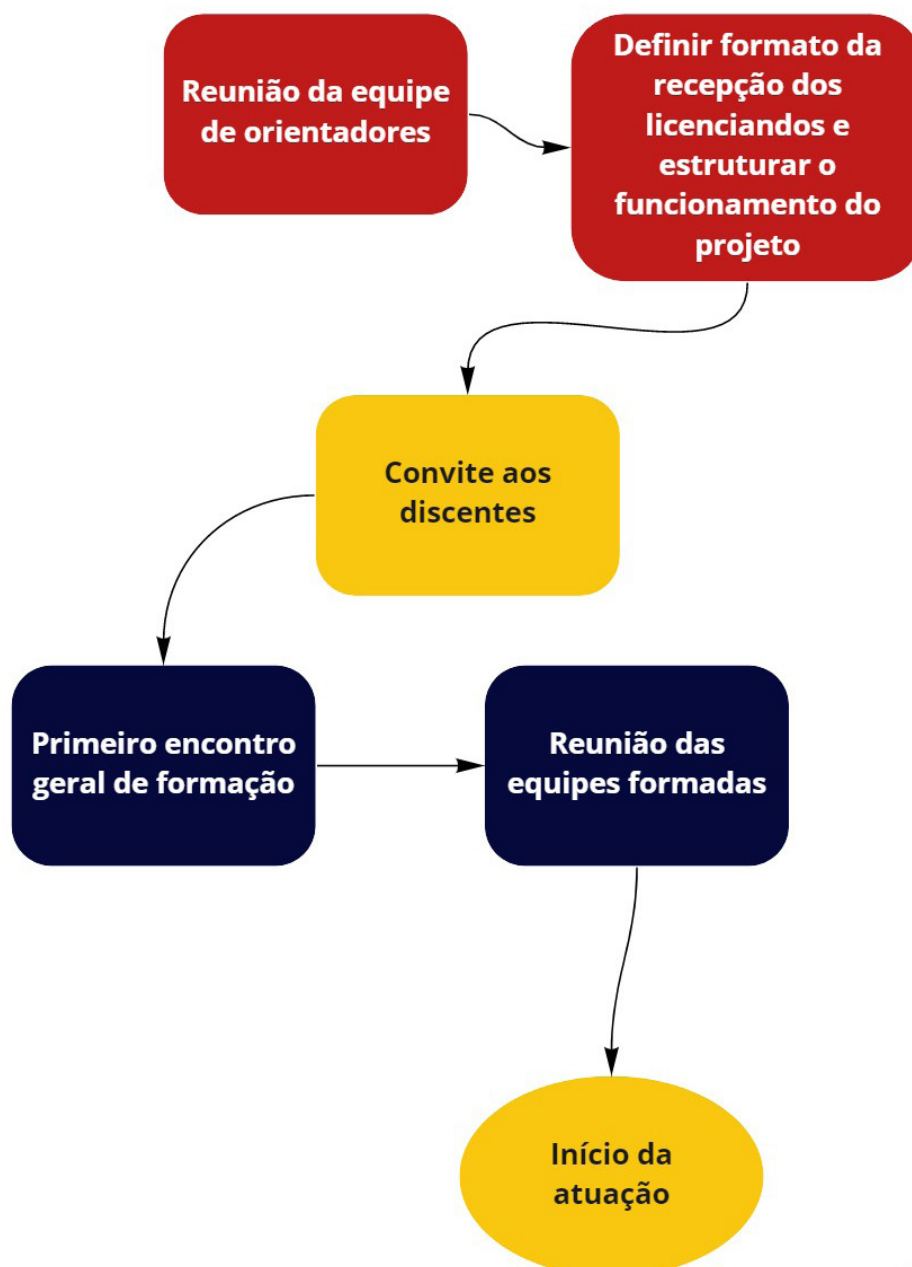 Reunião da equipe
de orientadores
Definir formato da
recepção dos
licenciandos e
estruturar o
funcionamento do
projeto
Convite aos
discentes
Primeiro encontro
geral de formação
Reunião das
equipes formadas
Início da
atuação